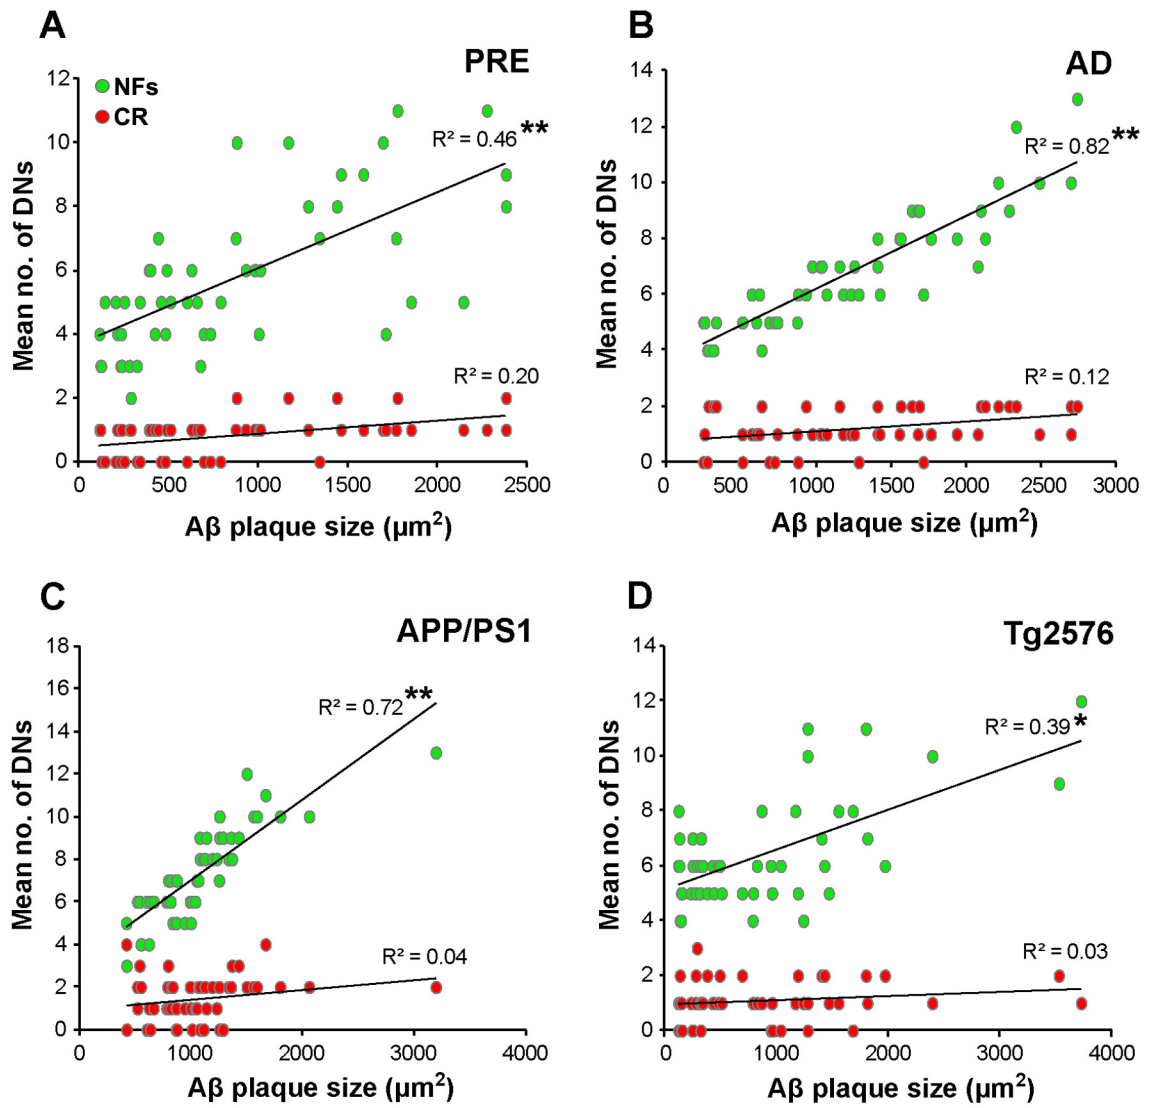 A
PRE
NFs
CR
R² = 0.46 **
R² = 0.20
Mean no. of DNs
12
10
8
6
4
2
0
0 500 1000 1500 2000 2500
Aβ plaque size (µm²)
B
AD
R² = 0.82 **
R² = 0.12
Mean no. of DNs
14
12
10
8
6
4
2
0
0 500 1000 1500 2000 2500 3000
Aβ plaque size (µm²)
C
APP/PS1
R² = 0.72 **
R² = 0.04
Mean no. of DNs
18
16
14
12
10
8
6
4
2
0
0 1000 2000 3000 4000
Aβ plaque size (µm²)
D
Tg2576
R² = 0.39 *
R² = 0.03
Mean no. of DNs
14
12
10
8
6
4
2
0
0 1000 2000 3000 4000
Aβ plaque size (µm²)